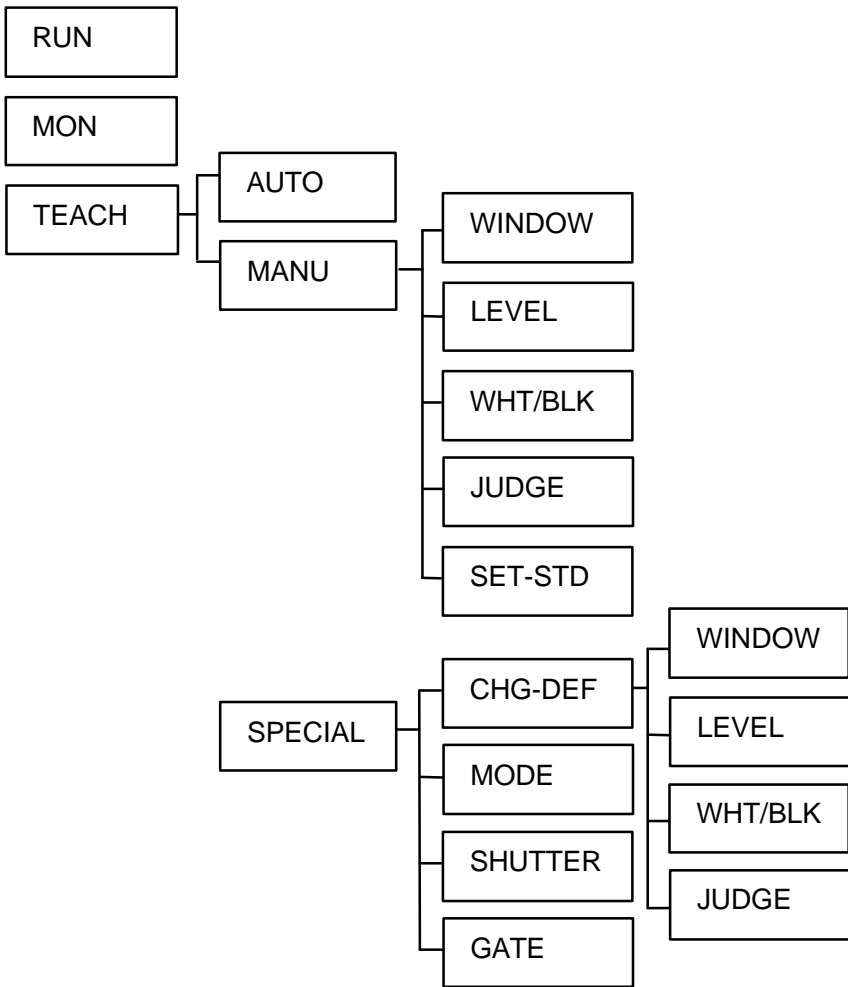 RUN
MON
TEACH
AUTO
MANU
WINDOW
LEVEL
WHT/BLK
JUDGE
SET-STD
SPECIAL
CHG-DEF
MODE
SHUTTER
GATE
WINDOW
LEVEL
WHT/BLK
JUDGE